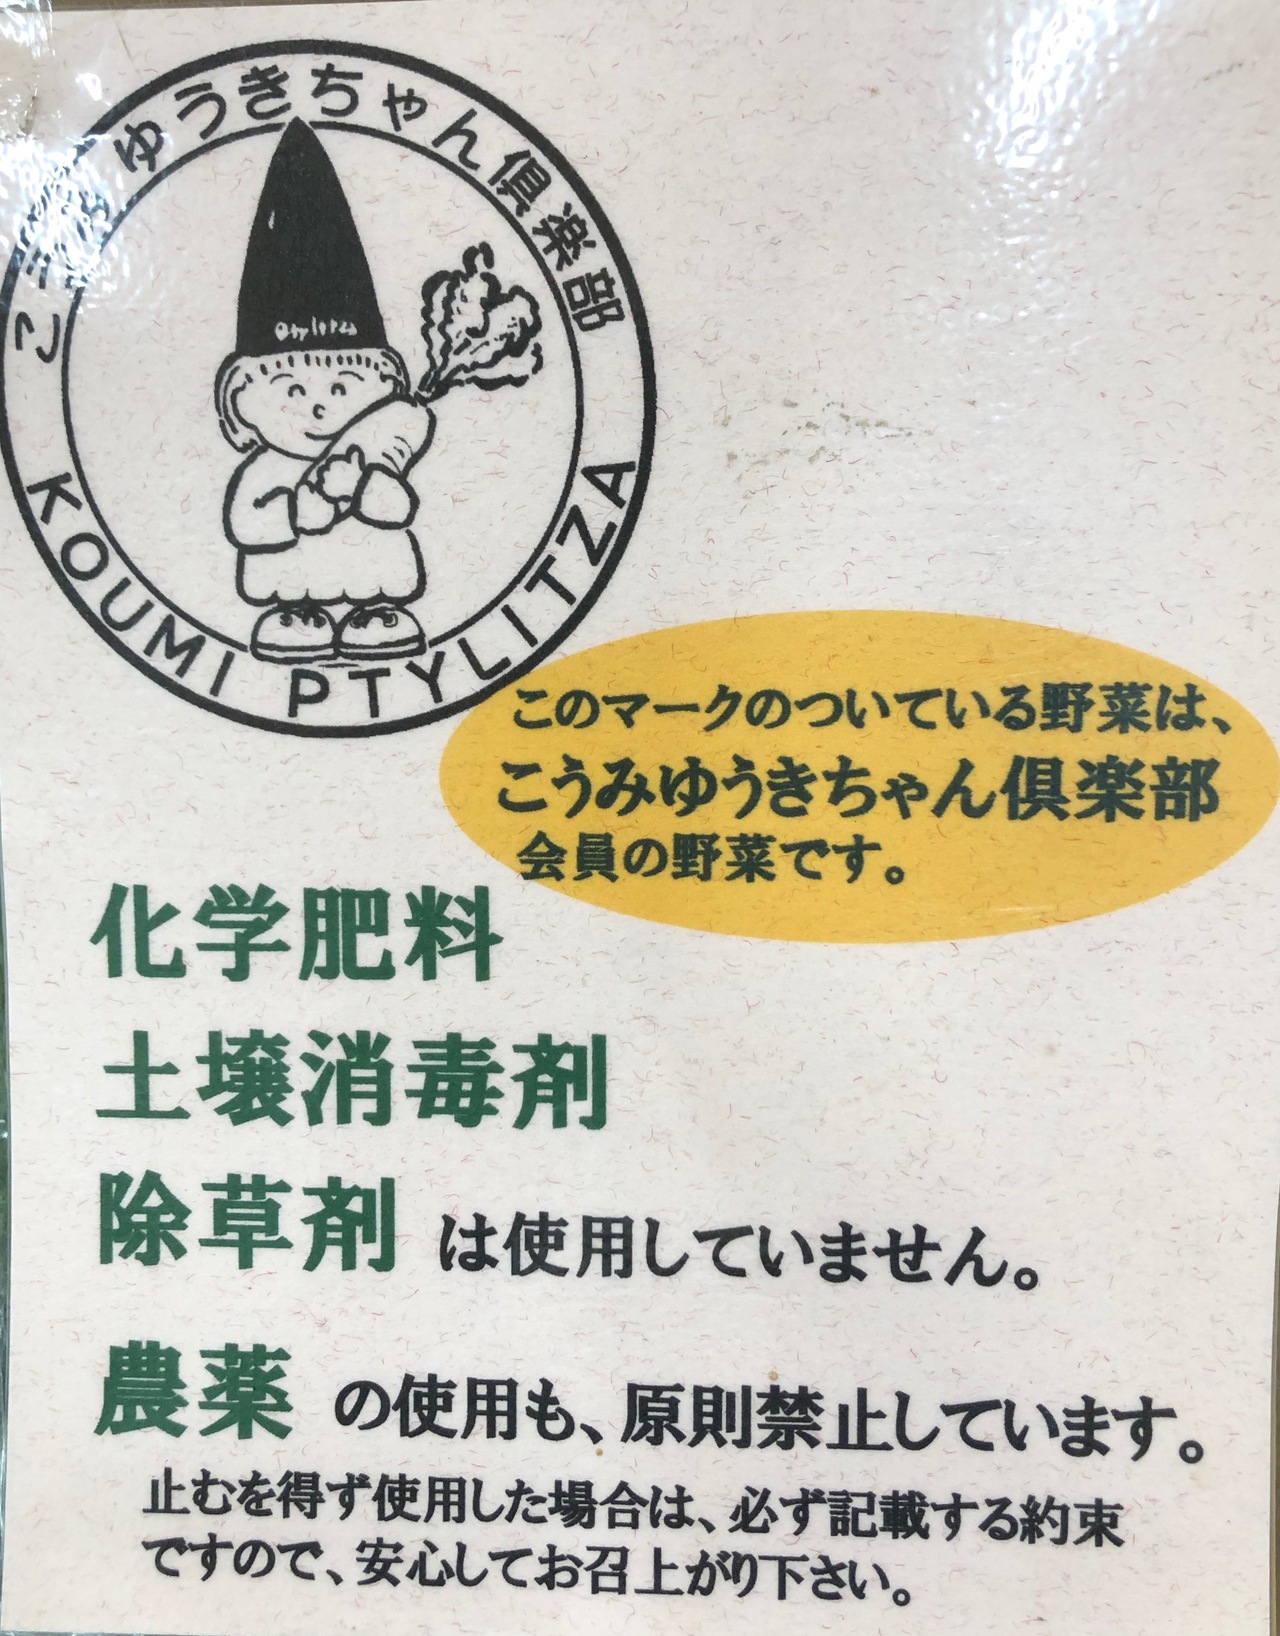 こうみゆうきちゃん倶楽部
KOUMI PTYLITZA
このマークのついている野菜は、
こうみゆうきちゃん倶楽部
会員の野菜です。
化学肥料
土壌消毒剤
除草剤 は使用していません。
農薬 の使用も、原則禁止しています。
止むを得ず使用した場合は、必ず記載する約束
ですので、安心してお召上がり下さい。